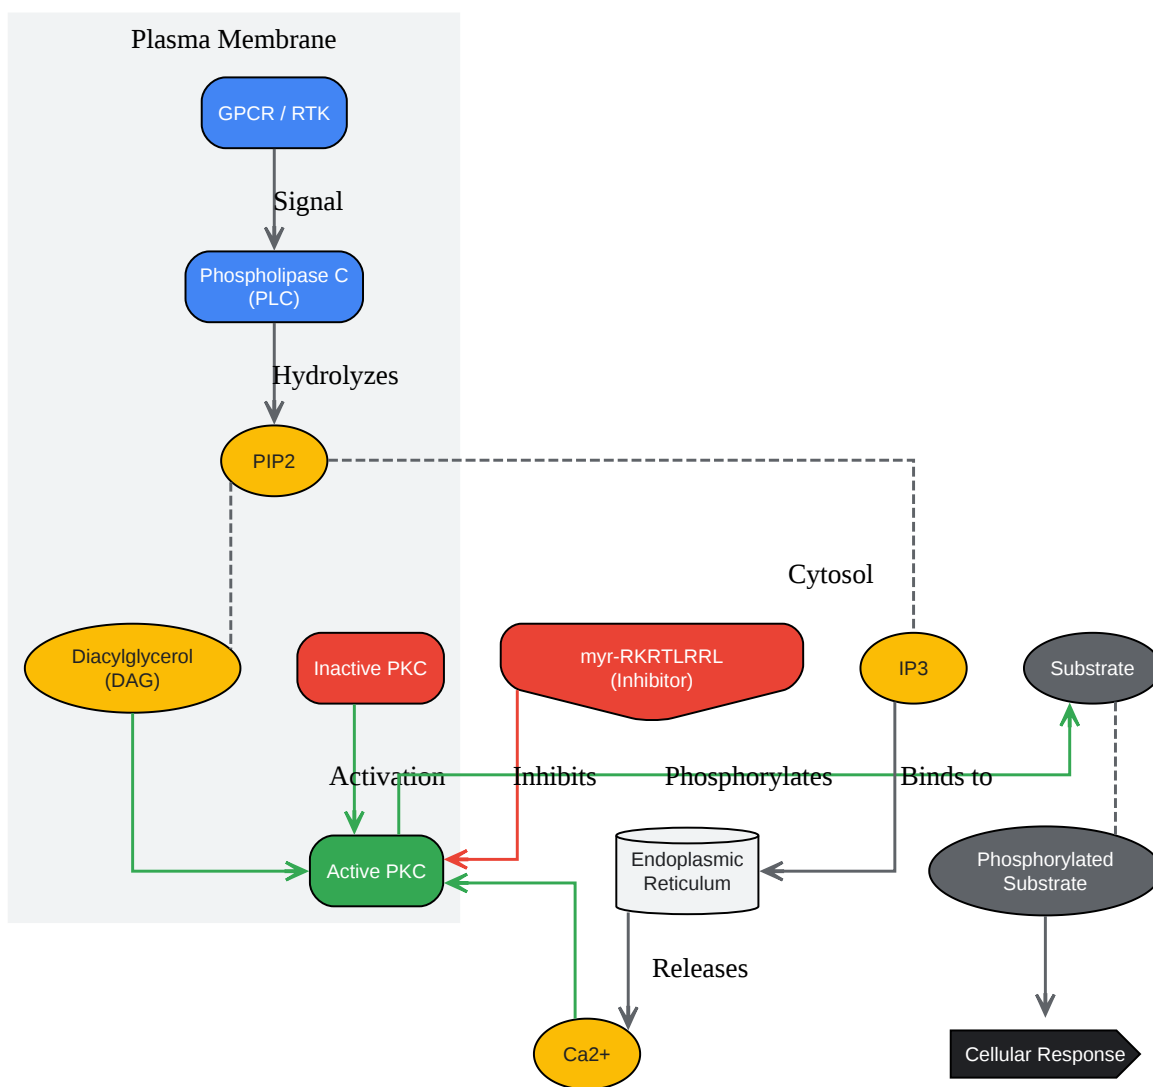 Plasma Membrane
GPCR / RTK
Signal
Phospholipase C
(PLC)
Hydrolyzes
PIP2
Cytosol
Diacylglycerol
(DAG)
Inactive PKC
myr-RKRTLRRL
(Inhibitor)
IP3
Substrate
Activation
Inhibits
Phosphorylates
Binds to
Active PKC
Endoplasmic
Reticulum
Phosphorylated
Substrate
Releases
Ca2+
Cellular Response